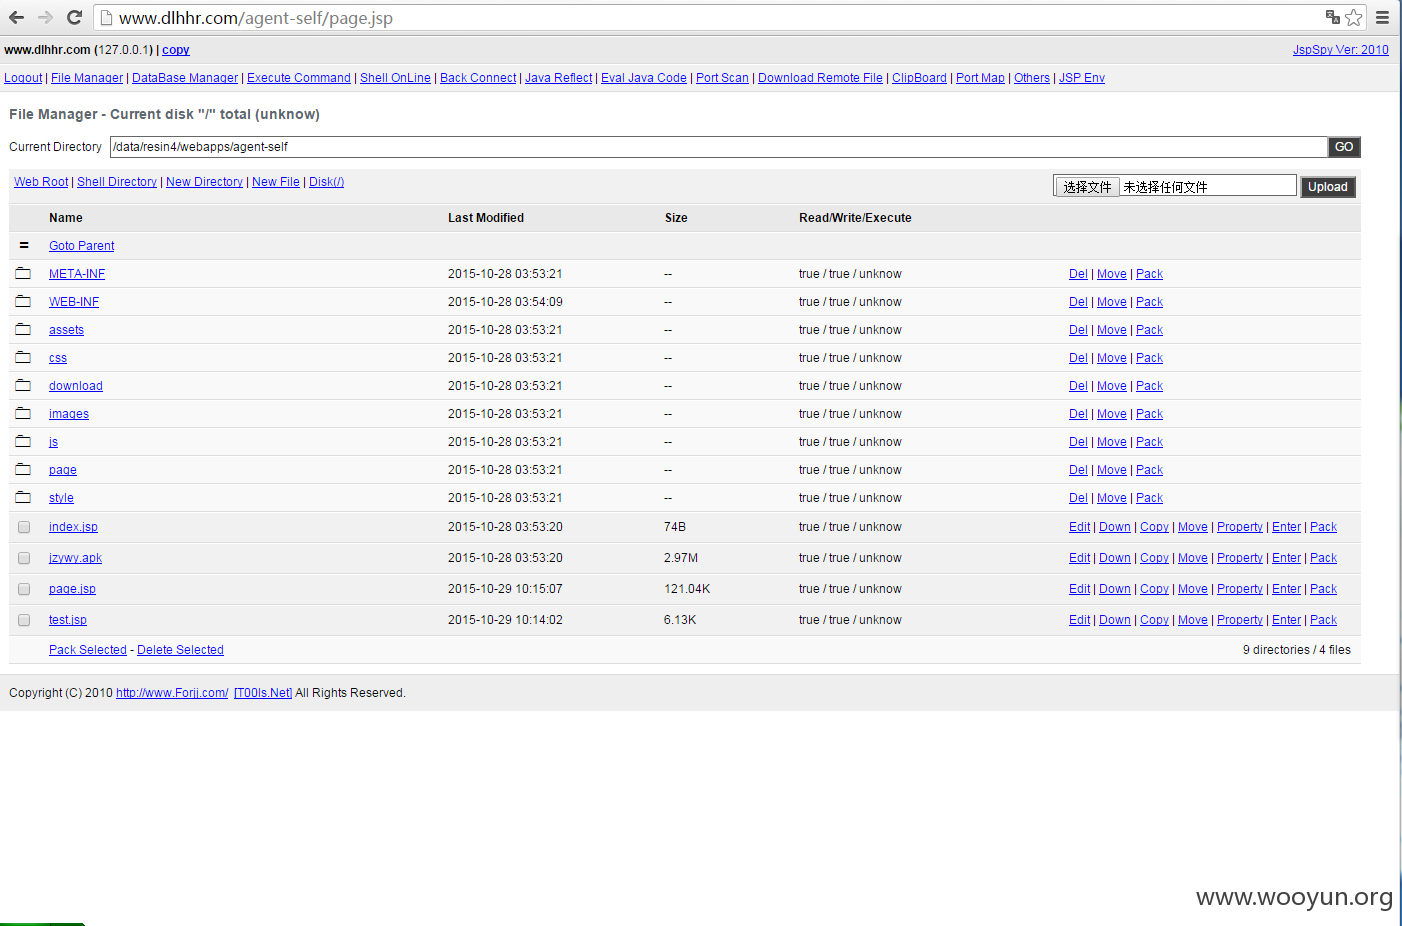 www.dlhhr.com/agent-self/page.jsp
www.dlhhr.com (127.0.0.1) | copy JspSpy Ver: 2010
Logout | File Manager | DataBase Manager | Execute Command | Shell OnLine | Back Connect | Java Reflect | Eval Java Code | Port Scan | Download Remote File | ClipBoard | Port Map | Others | JSP Env
File Manager - Current disk "/" total (unknow)
Current Directory /data/resin4/webapps/agent-self GO
Web Root | Shell Directory | New Directory | New File | Disk(/) 选择文件 未选择任何文件 Upload
Name Last Modified Size Read/Write/Execute
= Goto Parent
META-INF 2015-10-28 03:53:21 -- true / true / unknow Del | Move | Pack
WEB-INF 2015-10-28 03:54:09 -- true / true / unknow Del | Move | Pack
assets 2015-10-28 03:53:21 -- true / true / unknow Del | Move | Pack
css 2015-10-28 03:53:21 -- true / true / unknow Del | Move | Pack
download 2015-10-28 03:53:21 -- true / true / unknow Del | Move | Pack
images 2015-10-28 03:53:21 -- true / true / unknow Del | Move | Pack
js 2015-10-28 03:53:21 -- true / true / unknow Del | Move | Pack
page 2015-10-28 03:53:21 -- true / true / unknow Del | Move | Pack
style 2015-10-28 03:53:21 -- true / true / unknow Del | Move | Pack
index.jsp 2015-10-28 03:53:20 74B true / true / unknow Edit | Down | Copy | Move | Property | Enter | Pack
jzywy.apk 2015-10-28 03:53:20 2.97M true / true / unknow Edit | Down | Copy | Move | Property | Enter | Pack
page.jsp 2015-10-29 10:15:07 121.04K true / true / unknow Edit | Down | Copy | Move | Property | Enter | Pack
test.jsp 2015-10-29 10:14:02 6.13K true / true / unknow Edit | Down | Copy | Move | Property | Enter | Pack
Pack Selected - Delete Selected 9 directories / 4 files
Copyright (C) 2010 http://www.Forjj.com/ [T00ls.Net] All Rights Reserved.
www.wooyun.org